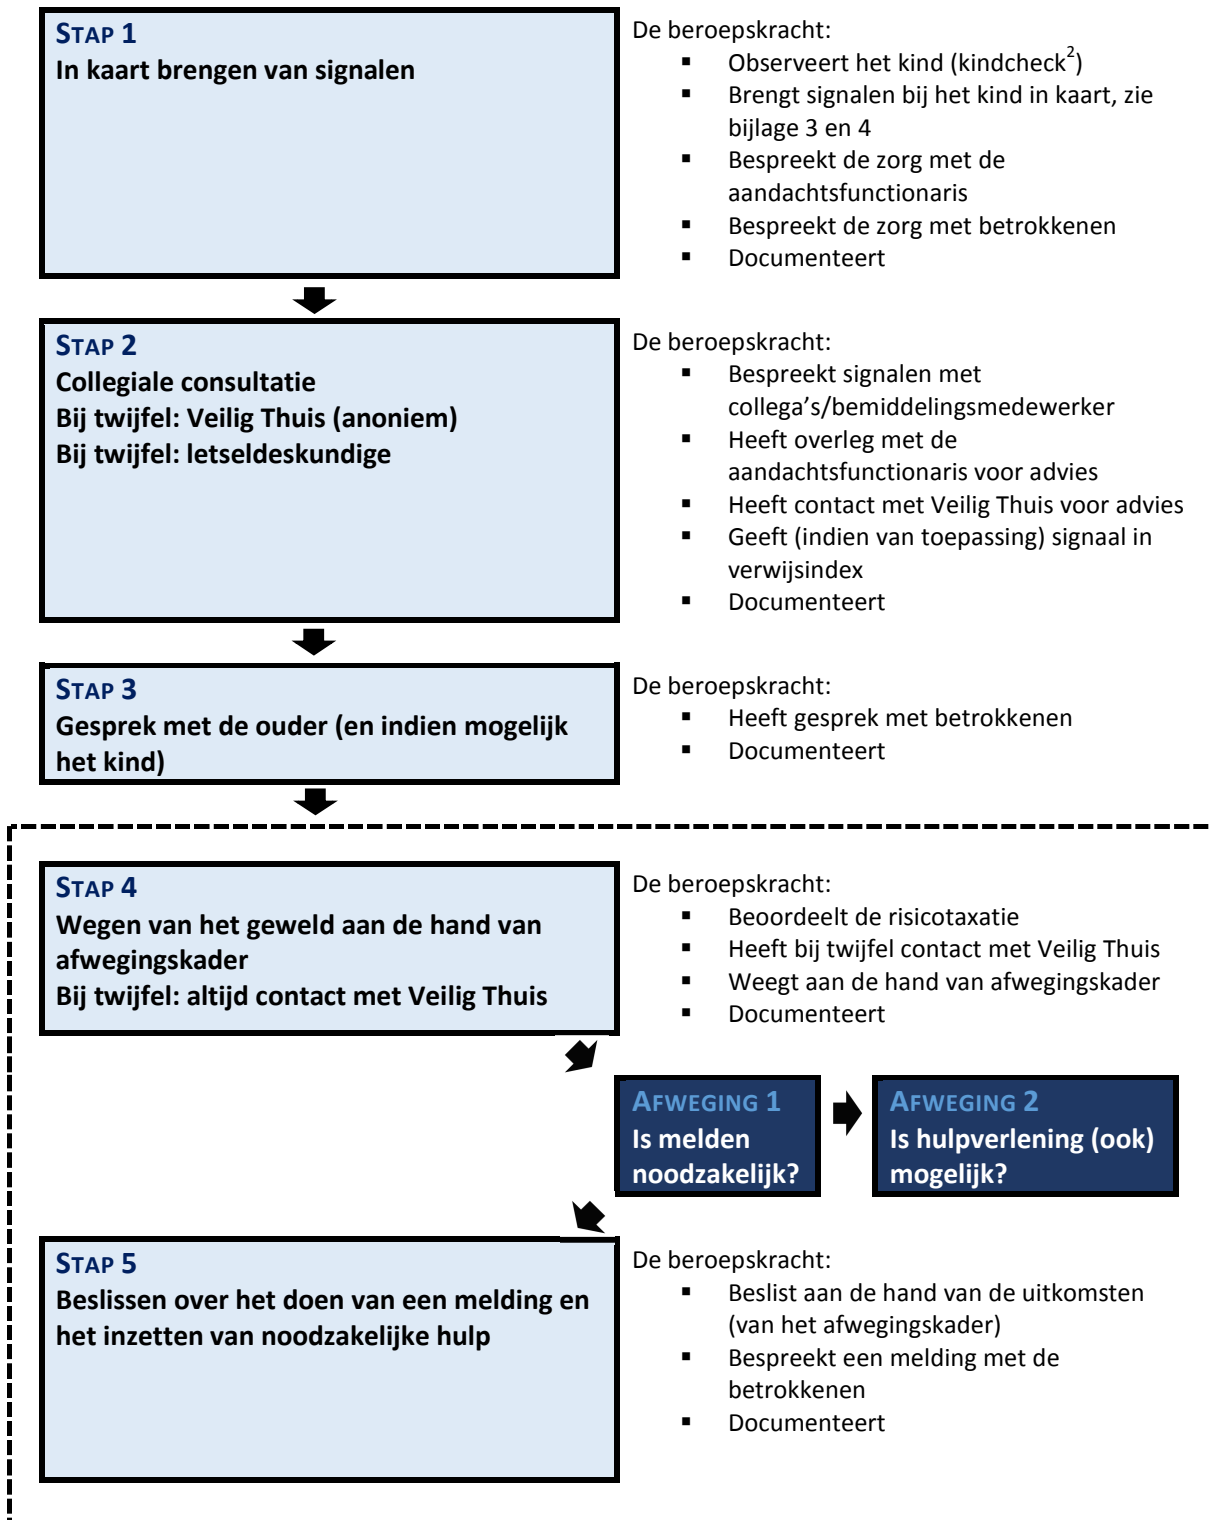 STAP 1
In kaart brengen van signalen
De beroepskracht:
▪ Observeert het kind (kindcheck²)
▪ Brengt signalen bij het kind in kaart, zie
bijlage 3 en 4
▪ Bespreekt de zorg met de
aandachtsfunctionaris
▪ Bespreekt de zorg met betrokkenen
▪ Documenteert
STAP 2
Collegiale consultatie
Bij twijfel: Veilig Thuis (anoniem)
Bij twijfel: letseldeskundige
De beroepskracht:
▪ Bespreekt signalen met
collega’s/bemiddelingsmedewerker
▪ Heeft overleg met de
aandachtsfunctionaris voor advies
▪ Heeft contact met Veilig Thuis voor advies
▪ Geeft (indien van toepassing) signaal in
verwijsindex
▪ Documenteert
STAP 3
Gesprek met de ouder (en indien mogelijk
het kind)
De beroepskracht:
▪ Heeft gesprek met betrokkenen
▪ Documenteert
STAP 4
Wegen van het geweld aan de hand van
afwegingskader
Bij twijfel: altijd contact met Veilig Thuis
De beroepskracht:
▪ Beoordeelt de risicotaxatie
▪ Heeft bij twijfel contact met Veilig Thuis
▪ Weegt aan de hand van afwegingskader
▪ Documenteert
AFWEGING 1
Is melden
noodzakelijk?
AFWEGING 2
Is hulpverlening (ook)
mogelijk?
STAP 5
Beslissen over het doen van een melding en
het inzetten van noodzakelijke hulp
De beroepskracht:
▪ Beslist aan de hand van de uitkomsten
(van het afwegingskader)
▪ Bespreekt een melding met de
betrokkenen
▪ Documenteert